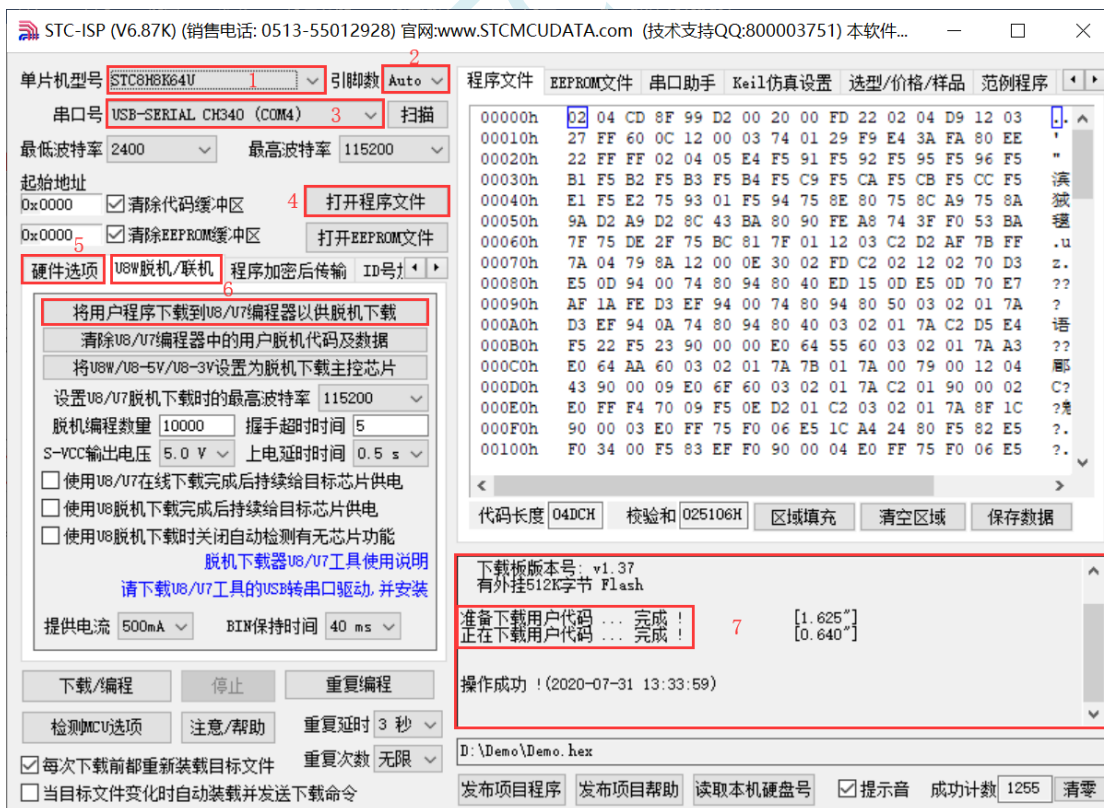 STC-ISP (V6.87K) (销售电话: 0513-55012928) 官网:www.STCMCUDATA.com (技术支持QQ:800003751) 本软件...
单片机型号 STC8H8K64U 1 引脚数 Auto 2
串口号 USB-SERIAL CH340 (COM4) 3 扫描
最低波特率 2400 最高波特率 115200
起始地址
0x0000 清除代码缓冲区 4 打开程序文件
0x0000 清除EEPROM缓冲区 打开EEPROM文件
5
硬件选项 U8W脱机/联机 程序加密后传输 ID号
6
将用户程序下载到U8/U7编程器以供脱机下载
清除U8/U7编程器中的用户脱机代码及数据
将U8W/U8-5V/U8-3V设置为脱机下载主控芯片
设置U8/U7脱机下载时的最高波特率 115200
脱机编程数量 10000 握手超时时间 5
S-VCC输出电压 5.0 V 上电延时时间 0.5 s
使用U8/U7在线下载完成后持续给目标芯片供电
使用U8脱机下载完成后持续给目标芯片供电
使用U8脱机下载时关闭自动检测有无芯片功能
脱机下载器U8/U7工具使用说明
请下载U8/U7工具的USB转串口驱动,并安装
提供电流 500mA BIN保持时间 40 ms
下载/编程 停止 重复编程
检测MCU选项 注意/帮助 重复延时 3 秒
重复次数 无限
每次下载前都重新装载目标文件
当目标文件变化时自动装载并发送下载命令
程序文件 EEPROM文件 串口助手 Keil仿真设置 选型/价格/样品 范例程序
00000h 02 04 CD 8F 99 D2 00 20 00 FD 22 02 04 D9 12 03 ..
00010h 27 FF 60 0C 12 00 03 74 01 29 F9 E4 3A FA 80 EE '
00020h 22 FF FF 02 04 05 E4 F5 91 F5 92 F5 95 F5 96 F5 "
00030h B1 F5 B2 F5 B3 F5 B4 F5 C9 F5 CA F5 CB F5 CC F5
00040h E1 F5 E2 75 93 01 F5 94 75 8E 80 75 8C A9 75 8A
00050h 9A D2 A9 D2 8C 43 BA 80 90 FE A8 74 3F F0 53 BA
00060h 7F 75 DE 2F 75 BC 81 7F 01 12 03 C2 D2 AF 7B FF .u
00070h 7A 04 79 8A 12 00 0E 30 02 FD C2 02 12 02 70 D3 z.
00080h E5 0D 94 00 74 80 94 80 40 ED 15 0D E5 0D 70 E7 ??
00090h AF 1A FE D3 EF 94 00 74 80 94 80 50 03 02 01 7A ?
000A0h D3 EF 94 0A 74 80 94 80 40 03 02 01 7A C2 D5 E4 语
000B0h F5 22 F5 23 90 00 00 E0 64 55 60 03 02 01 7A A3 ??
000C0h E0 64 AA 60 03 02 01 7A 7B 01 7A 00 79 00 12 04
000D0h 43 90 00 09 E0 6F 60 03 02 01 7A C2 01 90 00 02 C?
000E0h E0 FF F4 70 09 F5 0E D2 01 C2 03 02 01 7A 8F 1C
000F0h 90 00 03 E0 FF 75 F0 06 E5 1C A4 24 80 F5 82 E5 ?.
00100h F0 34 00 F5 83 EF F0 90 00 04 E0 FF 75 F0 06 E5 ?.
代码长度 04DCH 校验和 025106H 区域填充 清空区域 保存数据
下载板版本号: v1.37
有外挂512K字节 Flash
准备下载用户代码 ... 完成 ! [1.625"]
正在下载用户代码 ... 完成 ! [0.640"]
7
操作成功 !(2020-07-31 13:33:59)
D:\Demo\Demo.hex
发布项目程序 发布项目帮助 读取本机硬盘号 提示音 成功计数 1255 清零